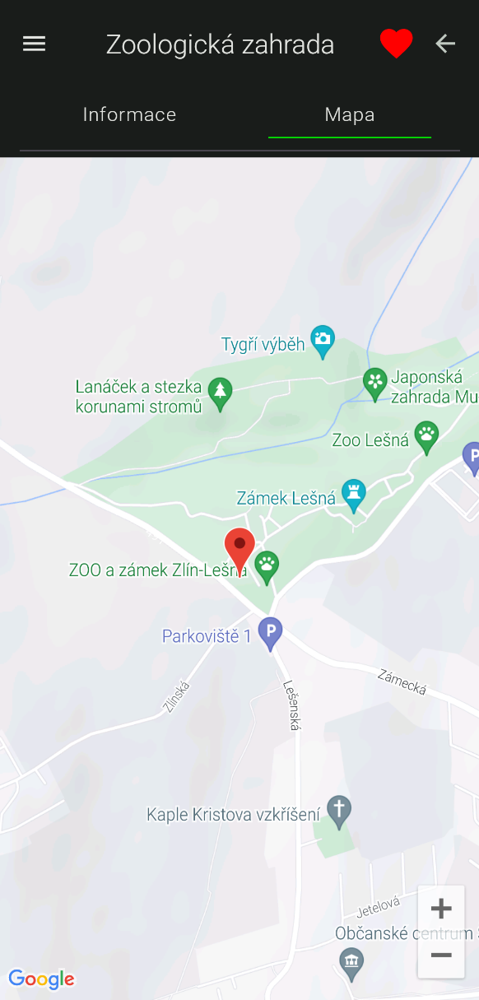 Zoologická zahrada
Informace
Mapa
Tygří výběh
Lanáček a stezka
korunami stromů
Japonská
zahrada Mu
Zoo Lešná
P
Zámek Lešná
ZOO a zámek Zlín-Lešná
Parkoviště 1
P
Zámecká
Zlínská
Lešenská
Kaple Kristova vzkříšení
Jetelová
+
Občanské centrum S
−
Google